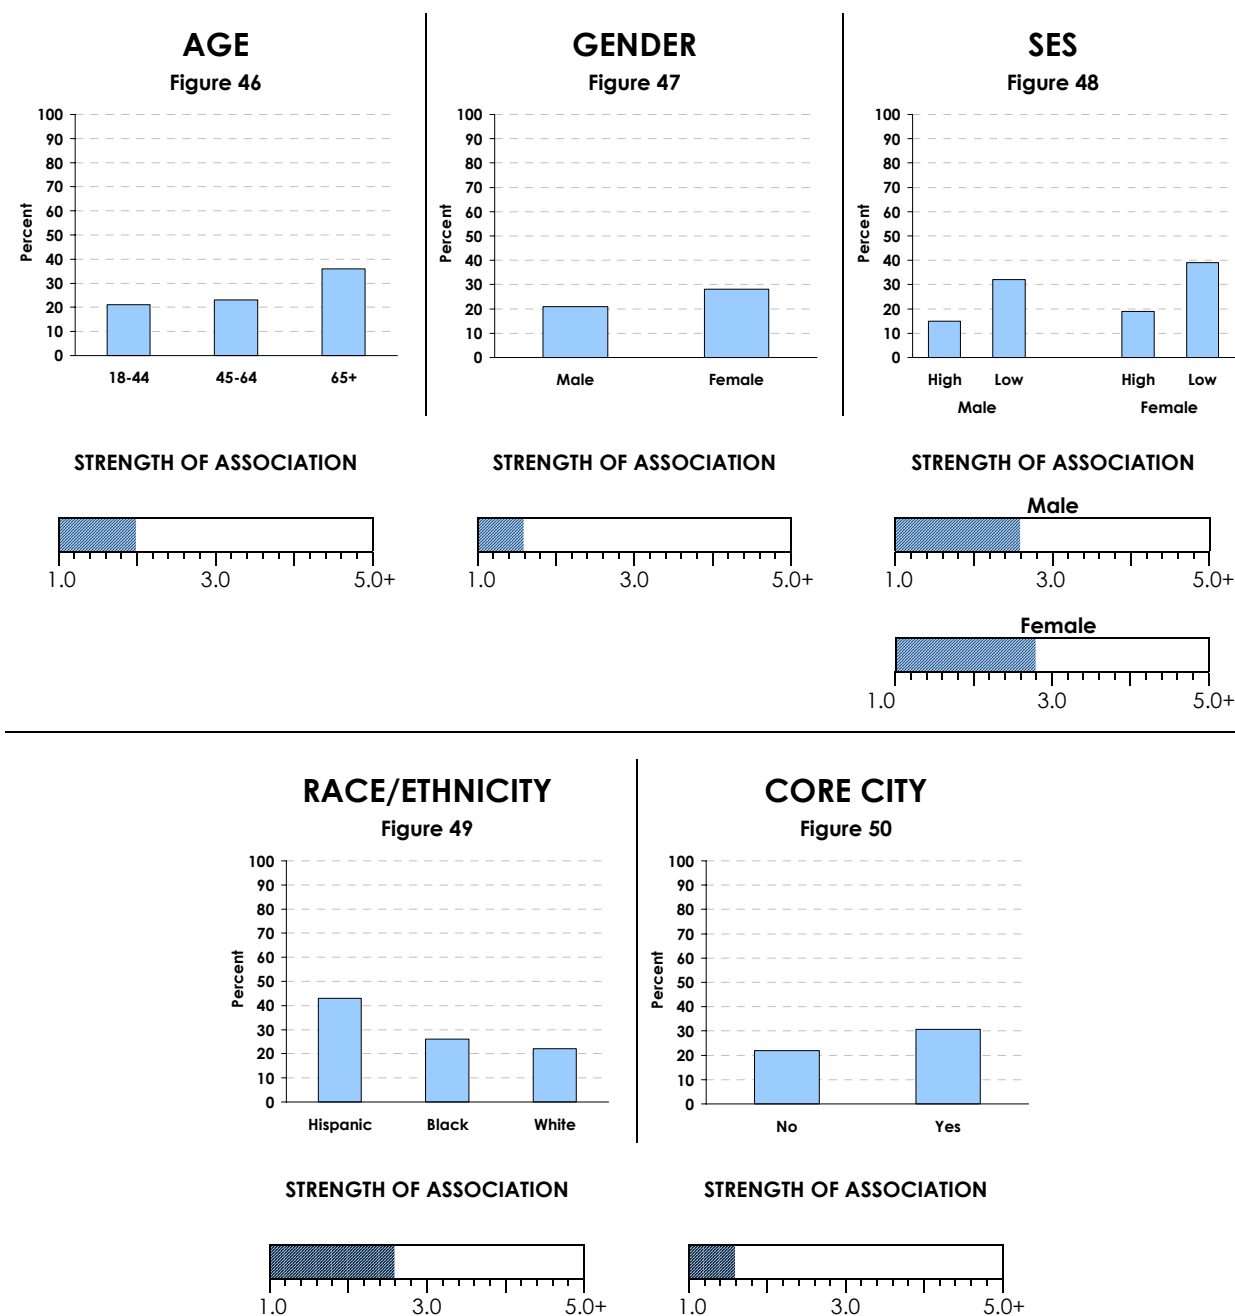 AGE
Figure 46
100
90
80
70
60
50
40
30
20
10
0
Percent
18-44 45-64 65+
STRENGTH OF ASSOCIATION
1.0 3.0 5.0+
GENDER
Figure 47
100
90
80
70
60
50
40
30
20
10
0
Percent
Male Female
STRENGTH OF ASSOCIATION
1.0 3.0 5.0+
SES
Figure 48
100
90
80
70
60
50
40
30
20
10
0
Percent
High Low High Low
Male Female
STRENGTH OF ASSOCIATION
Male
1.0 3.0 5.0+
Female
1.0 3.0 5.0+
RACE/ETHNICITY
Figure 49
100
90
80
70
60
50
40
30
20
10
0
Percent
Hispanic Black White
STRENGTH OF ASSOCIATION
1.0 3.0 5.0+
CORE CITY
Figure 50
100
90
80
70
60
50
40
30
20
10
0
Percent
No Yes
STRENGTH OF ASSOCIATION
1.0 3.0 5.0+